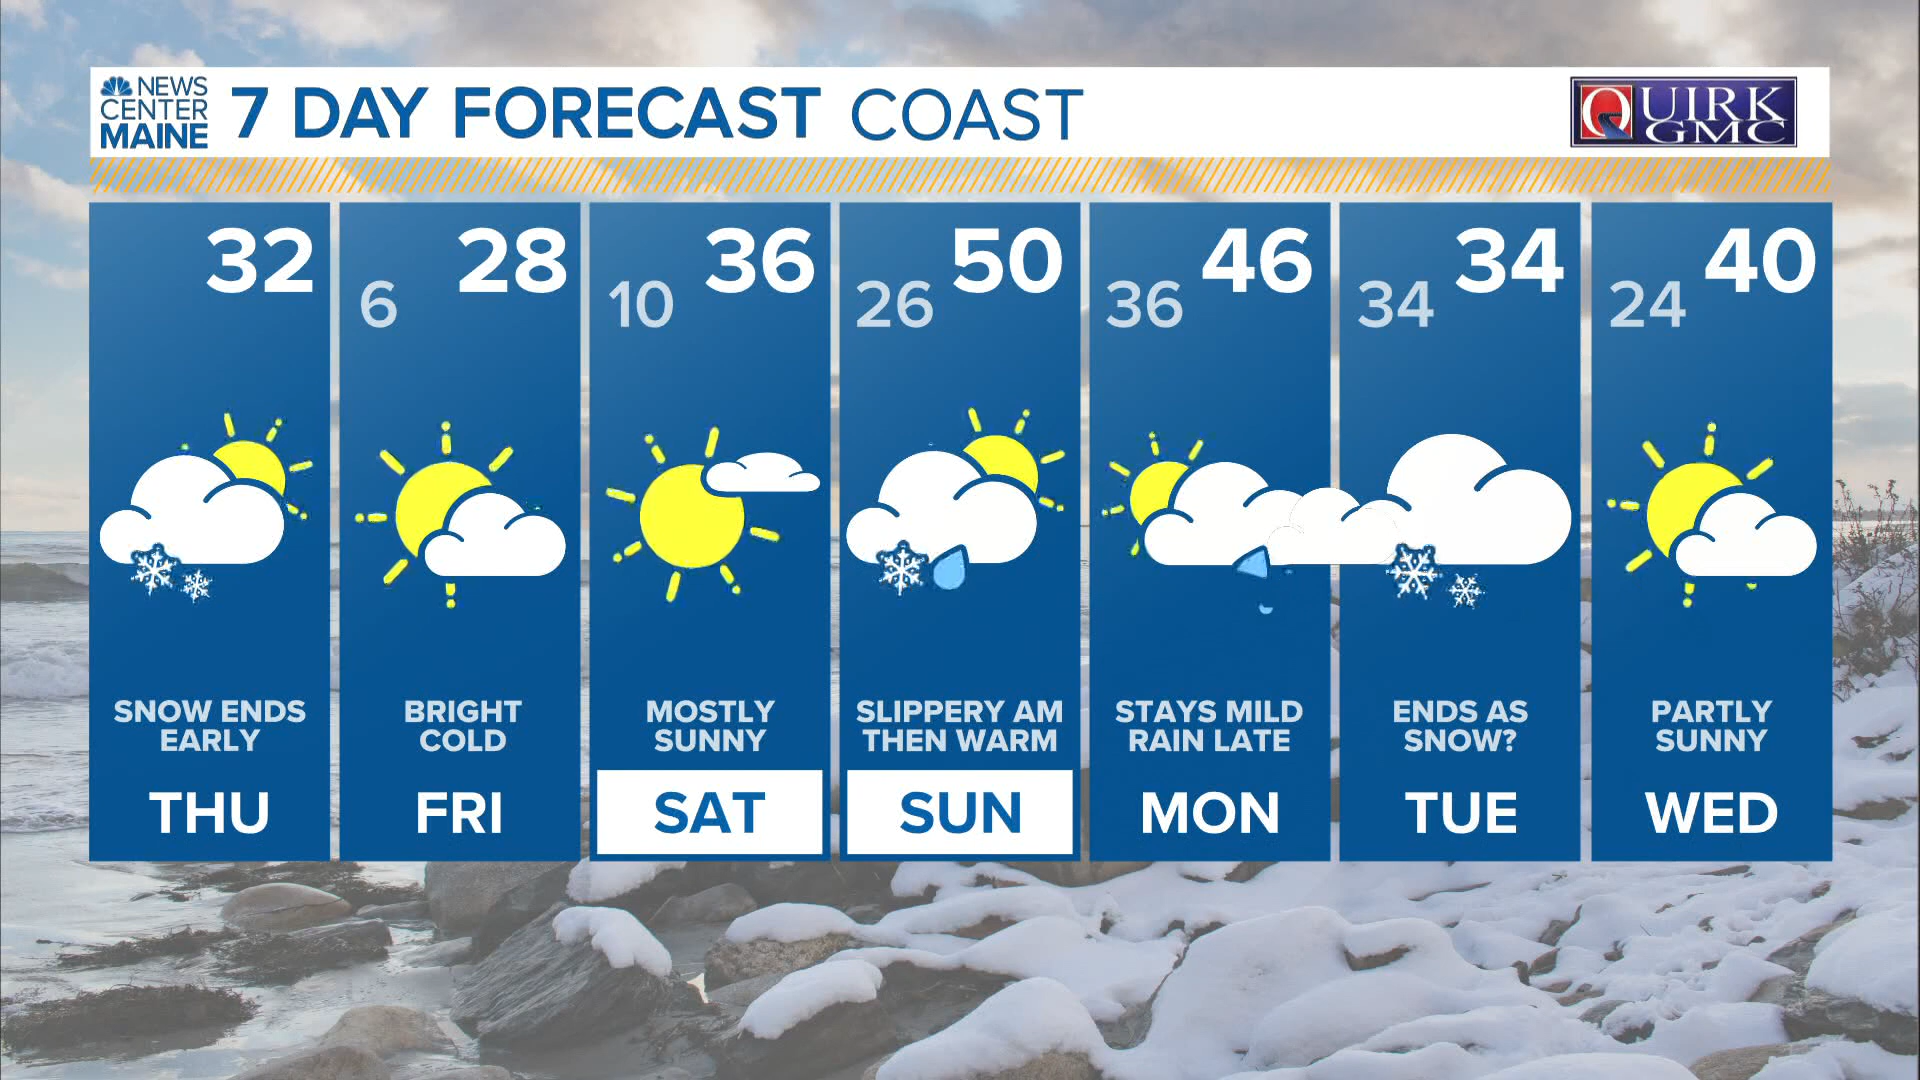 NEWS
CENTER
MAINE
7 DAY FORECAST COAST
QUIRK
GMC
32
6 28
10 36
26 50
36 46
34 34
24 40
SNOW ENDS
EARLY
BRIGHT
COLD
MOSTLY
SUNNY
SLIPPERY AM
THEN WARM
STAYS MILD
RAIN LATE
ENDS AS
SNOW?
PARTLY
SUNNY
THU
FRI
SAT
SUN
MON
TUE
WED